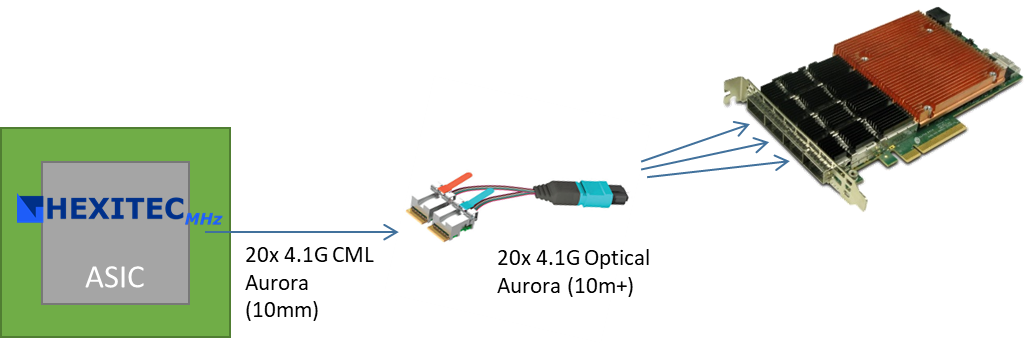 HEXITEC MHz
ASIC
20x 4.1G CML
Aurora
(10mm)
20x 4.1G Optical
Aurora (10m+)